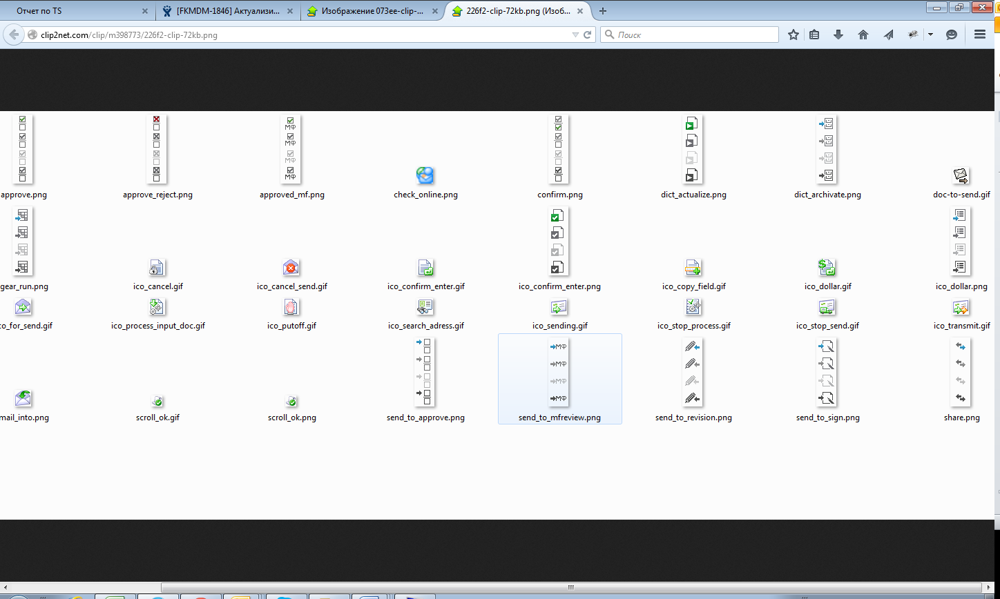 Отчет по TS
[FKMDM-1846] Актуализи...
Изображение 073ee-clip-...
226f2-clip-72kb.png (Изоб...
clip2net.com/clip/m398773/226f2-clip-72kb.png
Поиск
МФ
МФ
МФ
МФ
approve.png approve_reject.png approved_mf.png check_online.png confirm.png dict_actualize.png dict_archivate.png doc-to-send.gif
gear_run.png ico_cancel.gif ico_cancel_send.gif ico_confirm_enter.gif ico_confirm_enter.png ico_copy_field.gif ico_dollar.gif ico_dollar.png
co_for_send.gif ico_process_input_doc.gif ico_putoff.gif ico_search_adress.gif ico_sending.gif ico_stop_process.gif ico_stop_send.gif ico_transmit.gif
МФ
МФ
МФ
МФ
mail_into.png scroll_ok.gif scroll_ok.png send_to_approve.png send_to_mfreview.png send_to_revision.png send_to_sign.png share.png